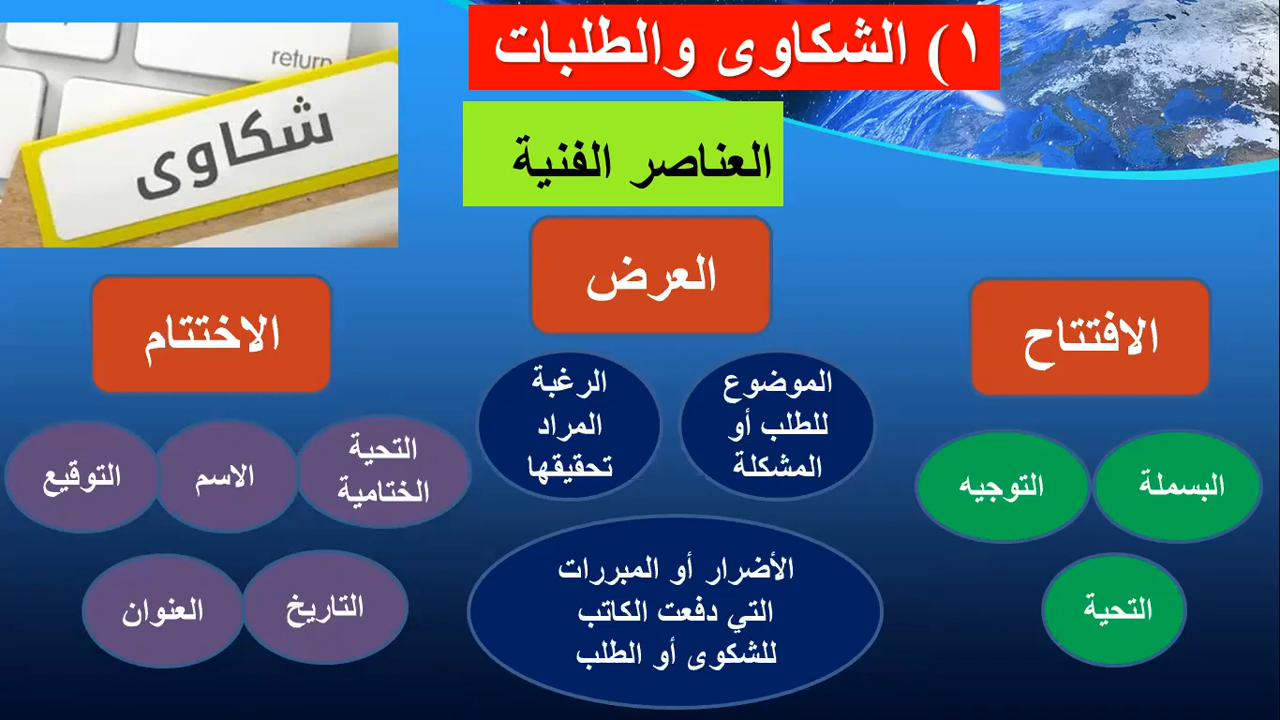 ١) الشكاوى والطلبات
return
شكاوى
العناصر الفنية
الافتتاح
البسملة
التوجيه
التحية
العرض
الموضوع
للطلب أو
المشكلة
الرغبة
المراد
تحقيقها
الأضرار أو المبررات
التي دفعت الكاتب
للشكوى أو الطلب
الاختتام
التحية
الختامية
الاسم
التوقيع
التاريخ
العنوان